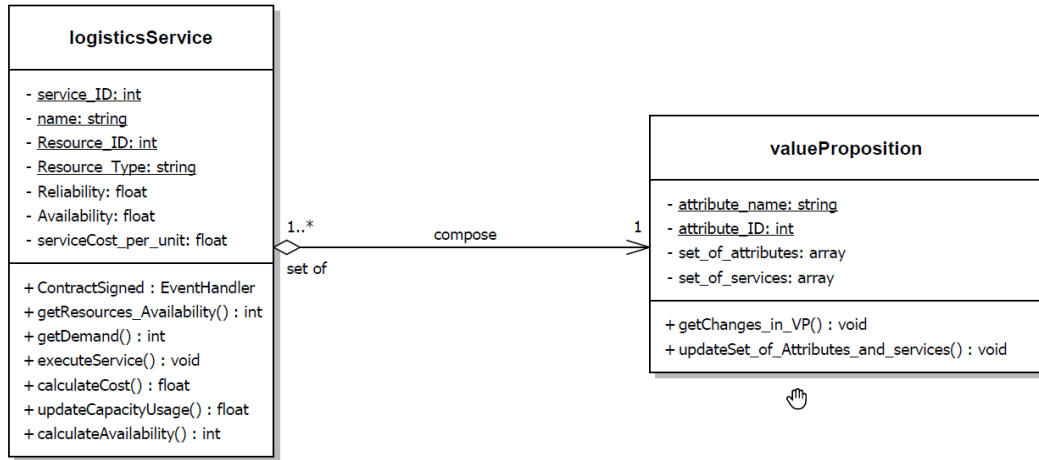 logisticsService
- service_ID: int
- name: string
- Resource_ID: int
- Resource_Type: string
- Reliability: float
- Availability: float
- serviceCost_per_unit: float
+ ContractSigned : EventHandler
+ getResources_Availability() : int
+ getDemand() : int
+ executeService() : void
+ calculateCost() : float
+ updateCapacityUsage() : float
+ calculateAvailability() : int
1..*
set of
compose
1
valueProposition
- attribute_name: string
- attribute_ID: int
- set_of_attributes: array
- set_of_services: array
+ getChanges_in_VP() : void
+ updateSet_of_Attributes_and_services() : void